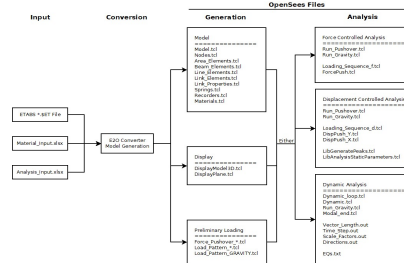 OpenSees Files
Input
Conversion
Generation
Analysis
ETABS *.$ET File
Material_Input.xlsx
Analysis_Input.xlsx
E2O Converter
Model Generation
Model
Model.tcl
Nodes.tcl
Area_Elements.tcl
Beam_Elements.tcl
Line_Elements.tcl
Link_Elements.tcl
Link_Properties.tcl
Springs.tcl
Recorders.tcl
Materials.tcl
Display
DisplayModel3D.tcl
DisplayPlane.tcl
Preliminary Loading
Force_Pushover_*.tcl
Load_Pattern_*.tcl
Load_Pattern_GRAVITY.tcl
Either
Force Controlled Analysis
Run_Pushover.tcl
Run_Gravity.tcl
Loading_Sequence_f.tcl
ForcePush.tcl
Displacement Controlled Analysis
Run_Pushover.tcl
Run_Gravity.tcl
Loading_Sequence_d.tcl
DispPush_Y.tcl
DispPush_X.tcl
LibGeneratePeaks.tcl
LibAnalysisStaticParameters.tcl
Dynamic Analysis
Dynamic_loop.tcl
Dynamic.tcl
Run_Gravity.tcl
Modal_end.tcl
Vector_Length.out
Time_Step.out
Scale_Factors.out
Directions.out
EQs.txt